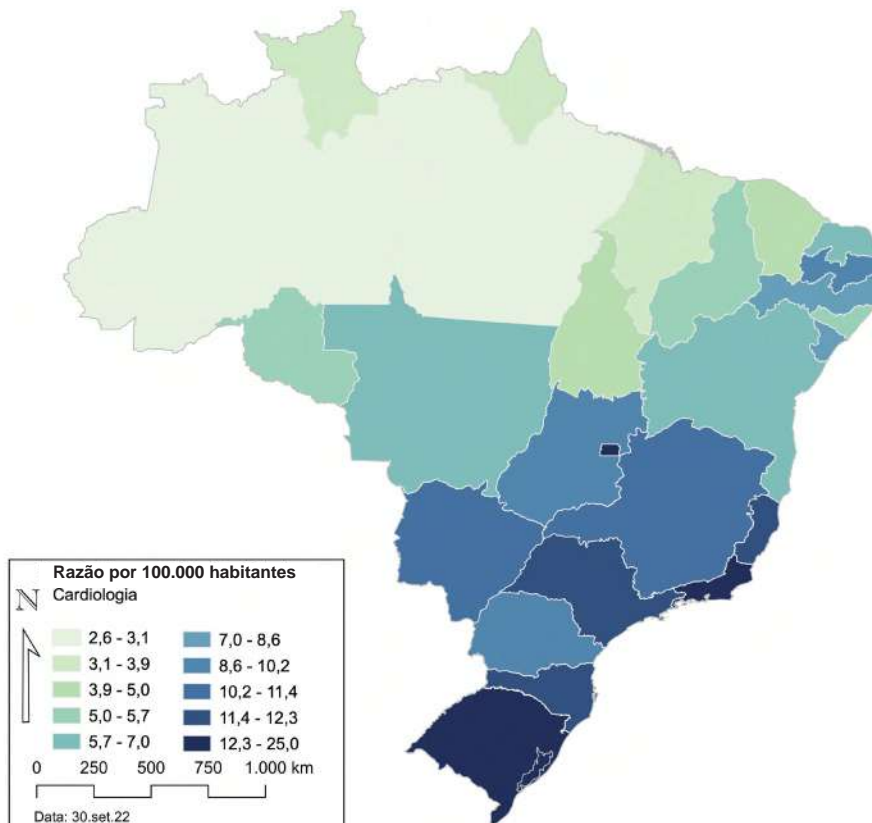 Razão por 100.000 habitantes
N Cardiologia
2,6 - 3,1
3,1 - 3,9
3,9 - 5,0
5,0 - 5,7
5,7 - 7,0
7,0 - 8,6
8,6 - 10,2
10,2 - 11,4
11,4 - 12,3
12,3 - 25,0
0 250 500 750 1.000 km
Data: 30.set.22